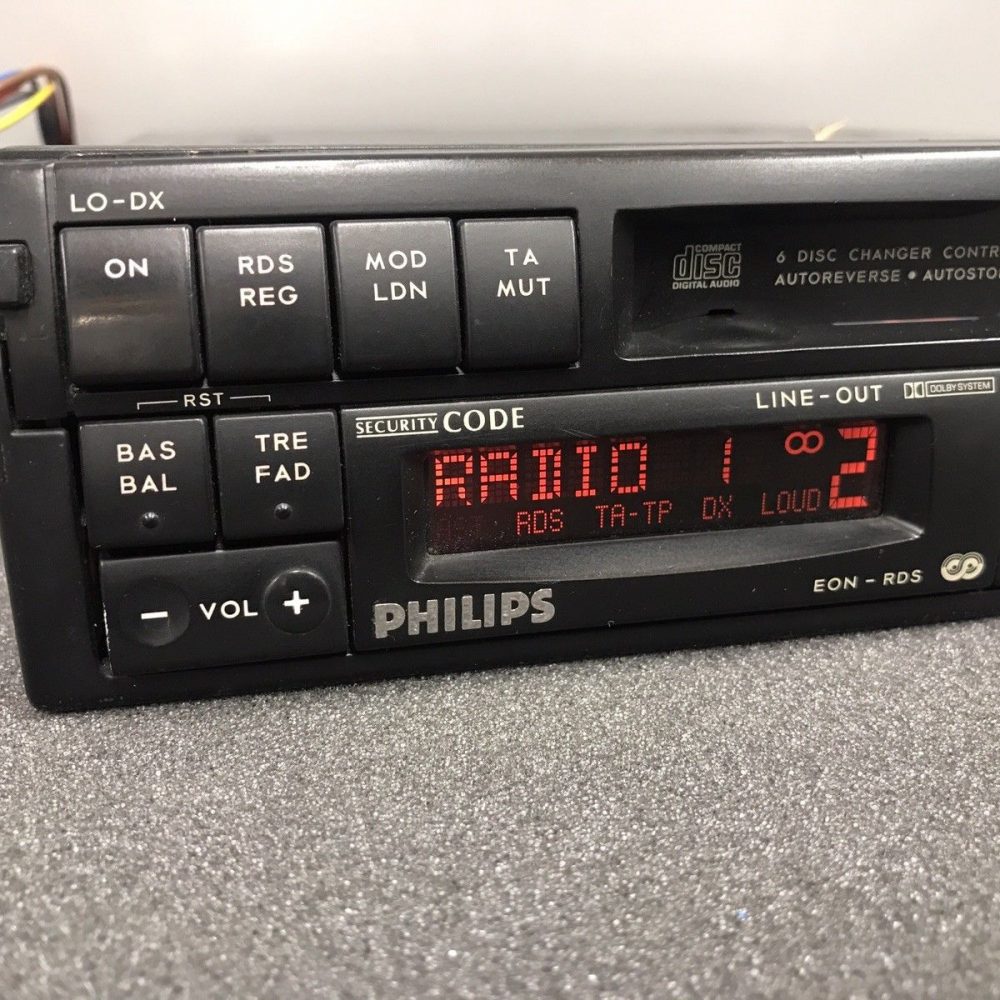 LO-DX
ON
RDS
REG
MOD
LDN
TA
MUT
COMPACT
disc
DIGITAL AUDIO
6 DISC CHANGER CONTR
AUTOREVERSE • AUTOSTO
RST
BAS
BAL
TRE
FAD
- VOL +
SECURITY CODE
LINE-OUT
DOLBY SYSTEM
RADIO 1 ∞ 2
RDS TA-TP DX LOUD
PHILIPS
EON - RDS